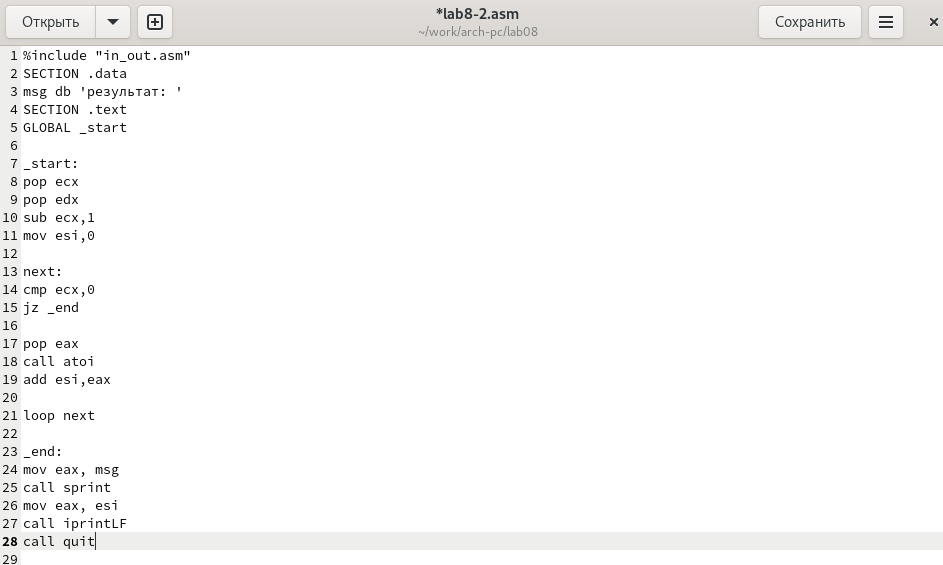 Открыть
*lab8-2.asm
~/work/arch-pc/lab08
Сохранить
1 %include "in_out.asm"
2 SECTION .data
3 msg db 'результат: '
4 SECTION .text
5 GLOBAL _start
6
7 _start:
8 pop ecx
9 pop edx
10 sub ecx,1
11 mov esi,0
12
13 next:
14 cmp ecx,0
15 jz _end
16
17 pop eax
18 call atoi
19 add esi,eax
20
21 loop next
22
23 _end:
24 mov eax, msg
25 call sprint
26 mov eax, esi
27 call iprintLF
28 call quit
29